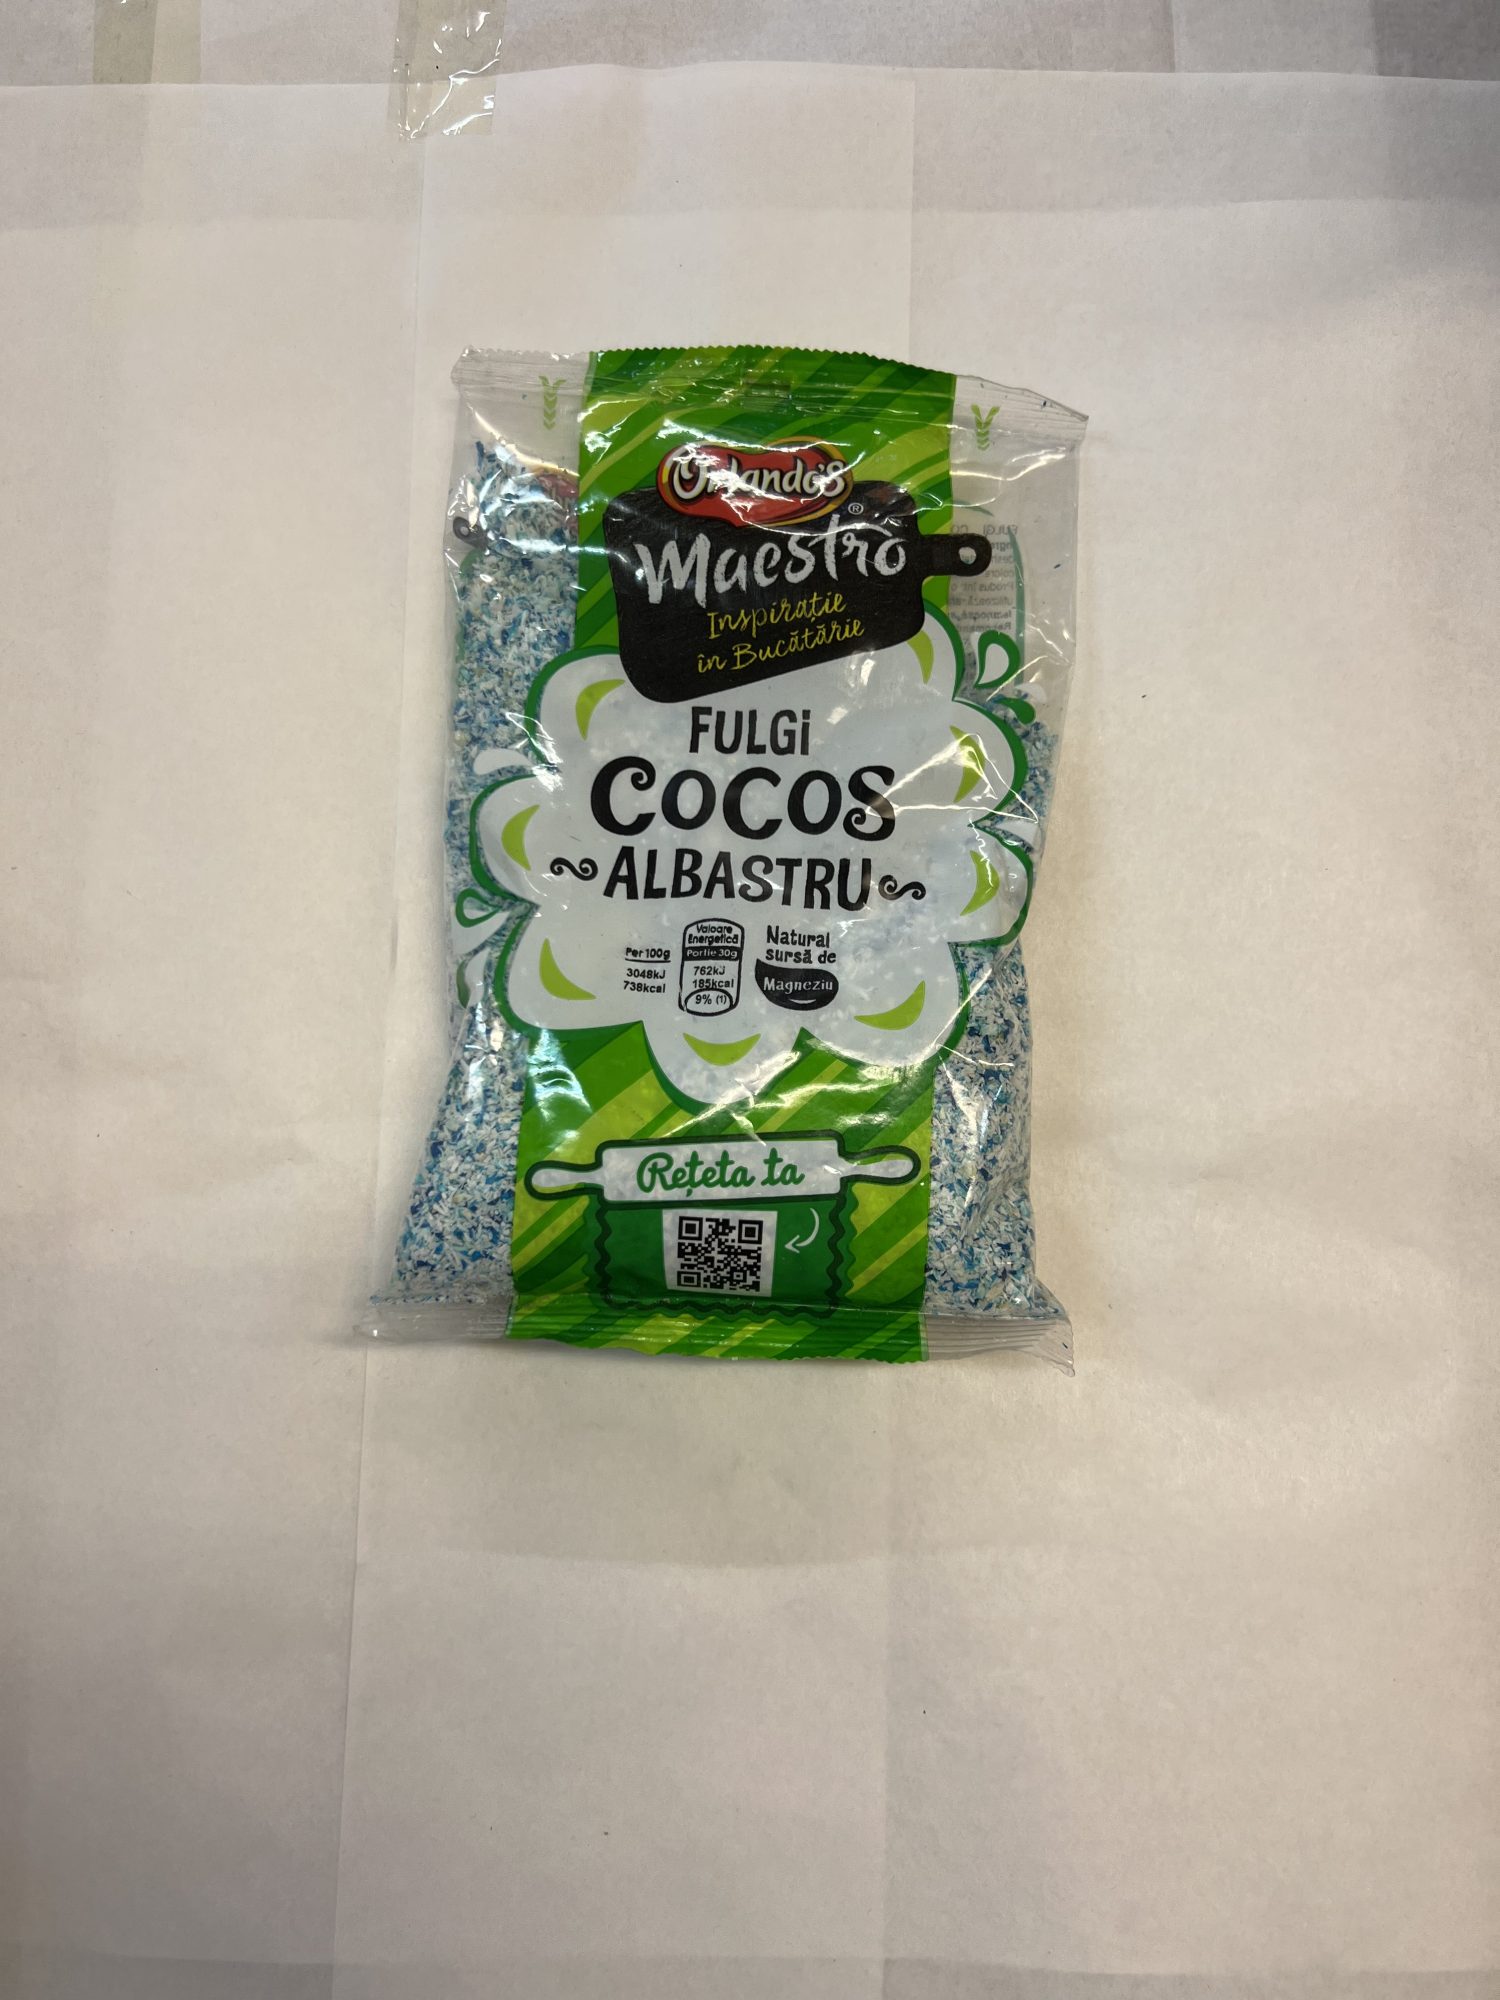 Orlando's
Maestro ®
Inspirație
în Bucătărie
FULGi
COCOS
ALBASTRU
Per 100g
3048kJ
738kcal
Valoare
Energetică
Portie 30g
762kJ
185kcal
9% (1)
Natural
sursă de
Magneziu
Rețeta ta